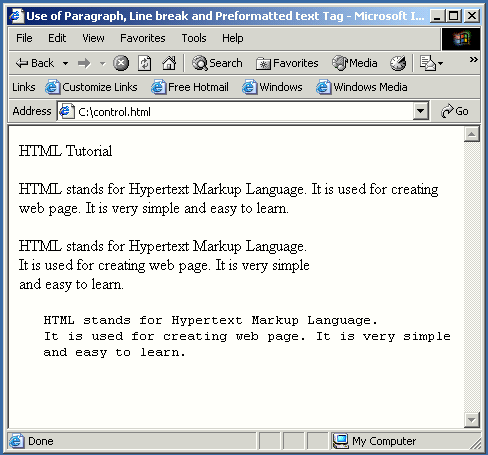 Use of Paragraph, Line break and Preformatted text Tag - Microsoft I...
File Edit View Favorites Tools Help
Back Search Favorites Media »
Links Customize Links Free Hotmail Windows Windows Media
Address C:\control.html Go
HTML Tutorial
HTML stands for Hypertext Markup Language. It is used for creating
web page. It is very simple and easy to learn.
HTML stands for Hypertext Markup Language.
It is used for creating web page. It is very simple
and easy to learn.
HTML stands for Hypertext Markup Language.
It is used for creating web page. It is very simple
and easy to learn.
Done My Computer